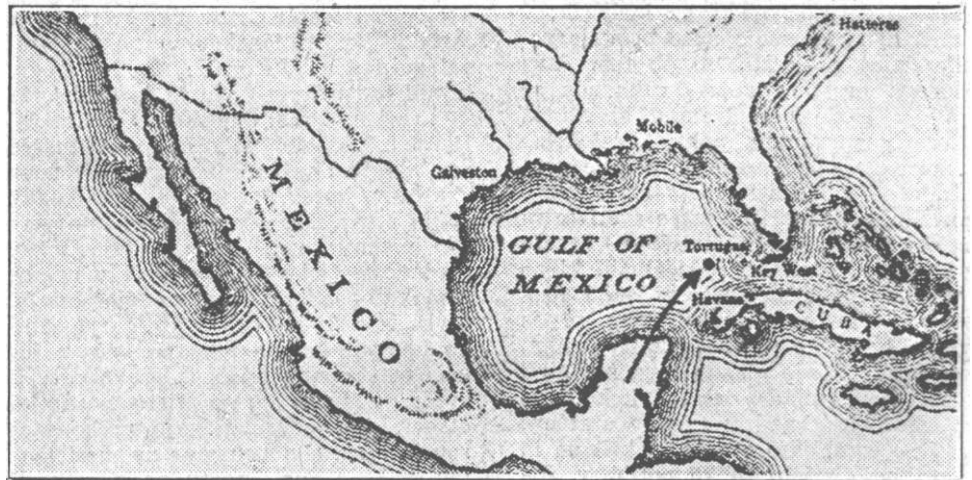 Hatteras
Mobile
Galveston
MEXICO
GULF OF
MEXICO
Tortugas
Key West
Havana
CUBA